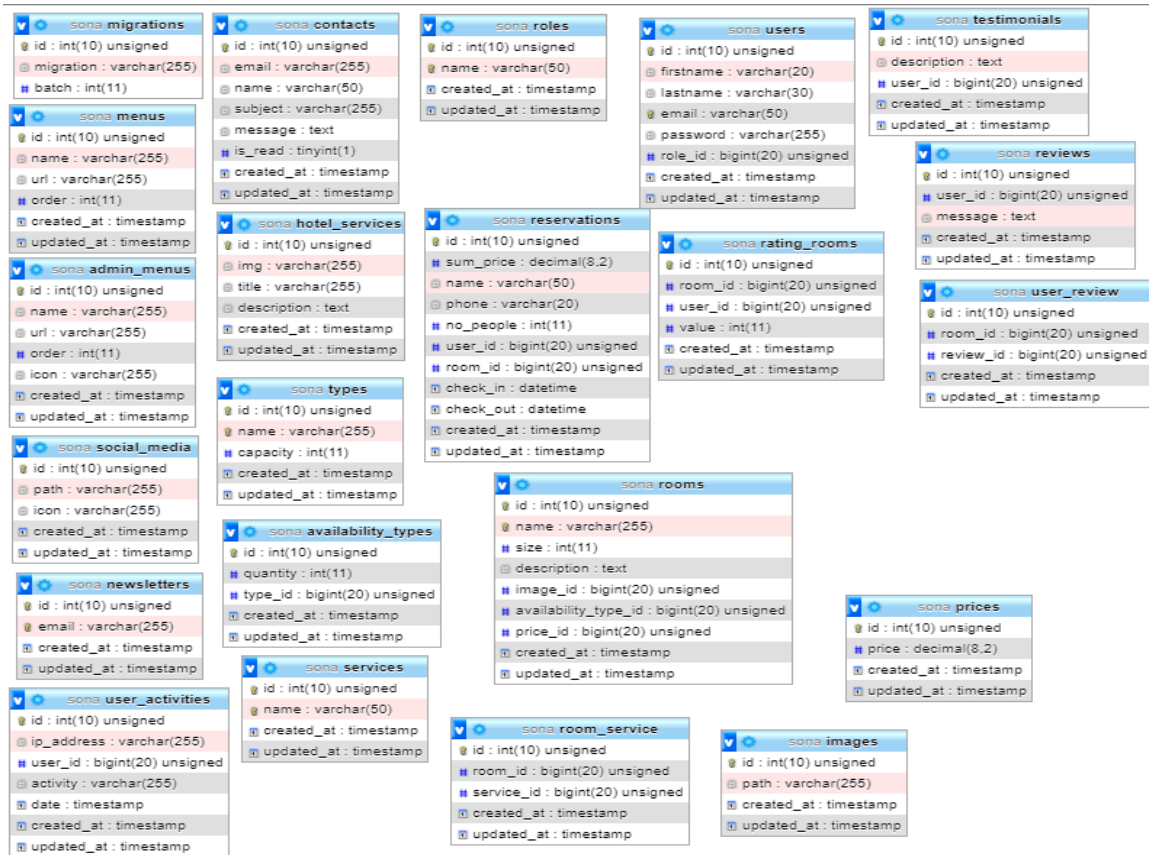 sona migrations
id : int(10) unsigned
migration : varchar(255)
batch : int(11)
sona menus
id : int(10) unsigned
name : varchar(255)
url : varchar(255)
order : int(11)
created_at : timestamp
updated_at : timestamp
sona admin_menus
id : int(10) unsigned
name : varchar(255)
url : varchar(255)
order : int(11)
icon : varchar(255)
created_at : timestamp
updated_at : timestamp
sona social_media
id : int(10) unsigned
path : varchar(255)
icon : varchar(255)
created_at : timestamp
updated_at : timestamp
sona newsletters
id : int(10) unsigned
email : varchar(255)
created_at : timestamp
updated_at : timestamp
sona user_activities
id : int(10) unsigned
ip_address : varchar(255)
user_id : bigint(20) unsigned
activity : varchar(255)
date : timestamp
created_at : timestamp
updated_at : timestamp
sona contacts
id : int(10) unsigned
email : varchar(255)
name : varchar(50)
subject : varchar(255)
message : text
is_read : tinyint(1)
created_at : timestamp
updated_at : timestamp
sona hotel_services
id : int(10) unsigned
img : varchar(255)
title : varchar(255)
description : text
created_at : timestamp
updated_at : timestamp
sona types
id : int(10) unsigned
name : varchar(255)
capacity : int(11)
created_at : timestamp
updated_at : timestamp
sona availability_types
id : int(10) unsigned
quantity : int(11)
type_id : bigint(20) unsigned
created_at : timestamp
updated_at : timestamp
sona services
id : int(10) unsigned
name : varchar(50)
created_at : timestamp
updated_at : timestamp
sona roles
id : int(10) unsigned
name : varchar(50)
created_at : timestamp
updated_at : timestamp
sona reservations
id : int(10) unsigned
sum_price : decimal(8,2)
name : varchar(50)
phone : varchar(20)
no_people : int(11)
user_id : bigint(20) unsigned
room_id : bigint(20) unsigned
check_in : datetime
check_out : datetime
created_at : timestamp
updated_at : timestamp
sona rooms
id : int(10) unsigned
name : varchar(255)
size : int(11)
description : text
image_id : bigint(20) unsigned
availability_type_id : bigint(20) unsigned
price_id : bigint(20) unsigned
created_at : timestamp
updated_at : timestamp
sona room_service
id : int(10) unsigned
room_id : bigint(20) unsigned
service_id : bigint(20) unsigned
created_at : timestamp
updated_at : timestamp
sona users
id : int(10) unsigned
firstname : varchar(20)
lastname : varchar(30)
email : varchar(50)
password : varchar(255)
role_id : bigint(20) unsigned
created_at : timestamp
updated_at : timestamp
sona rating_rooms
id : int(10) unsigned
room_id : bigint(20) unsigned
user_id : bigint(20) unsigned
value : int(11)
created_at : timestamp
updated_at : timestamp
sona images
id : int(10) unsigned
path : varchar(255)
created_at : timestamp
updated_at : timestamp
sona testimonials
id : int(10) unsigned
description : text
user_id : bigint(20) unsigned
created_at : timestamp
updated_at : timestamp
sona reviews
id : int(10) unsigned
user_id : bigint(20) unsigned
message : text
created_at : timestamp
updated_at : timestamp
sona user_review
id : int(10) unsigned
room_id : bigint(20) unsigned
review_id : bigint(20) unsigned
created_at : timestamp
updated_at : timestamp
sona prices
id : int(10) unsigned
price : decimal(8,2)
created_at : timestamp
updated_at : timestamp